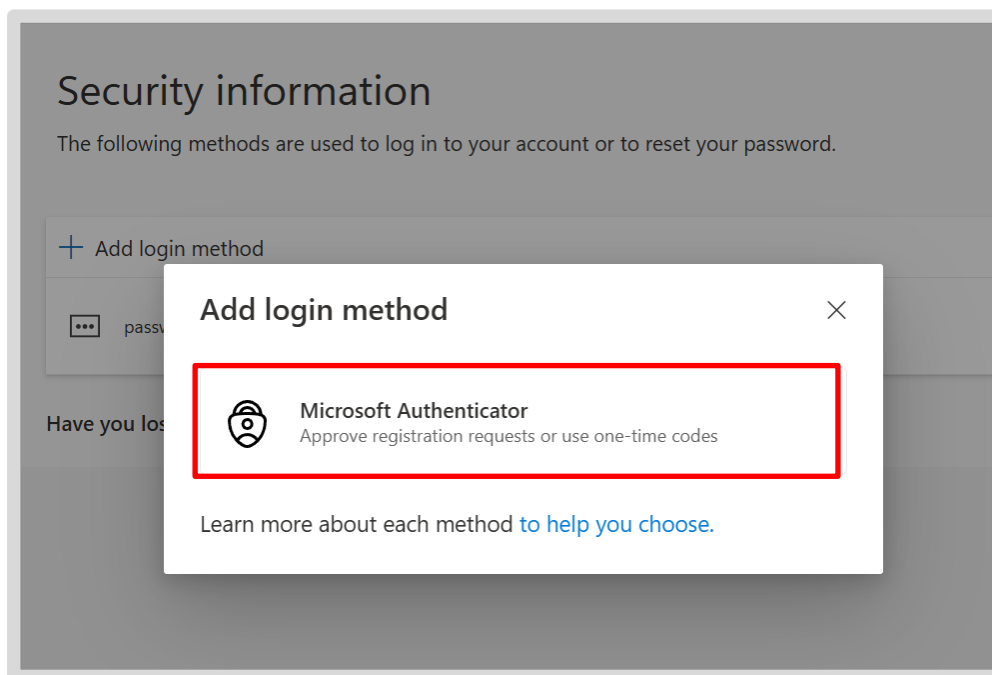 Security information
The following methods are used to log in to your account or to reset your password.
Add login method
Add login method
Microsoft Authenticator
Approve registration requests or use one-time codes
Have you
Learn more about each method to help you choose.